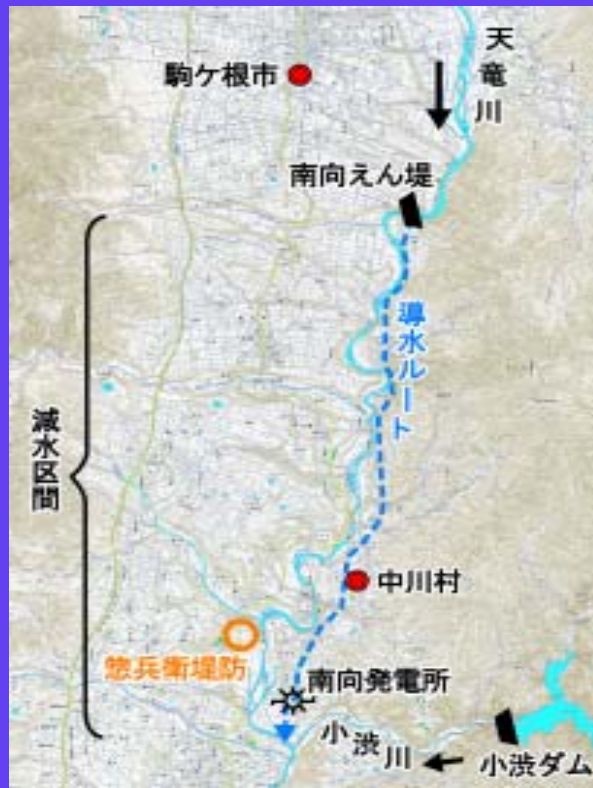 天竜川
駒ケ根市
南向えん堤
導水ルート
減水区間
中川村
惣兵衛堤防
南向発電所
小渋川
小渋ダム